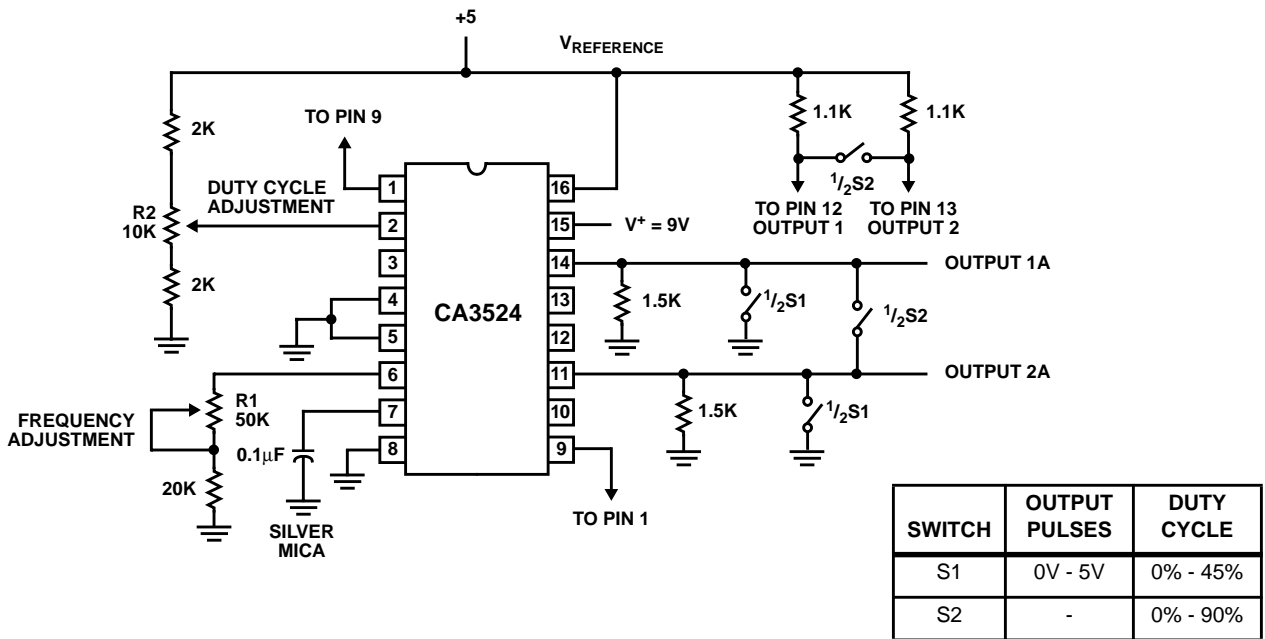 +5
VREFERENCE
2K
TO PIN 9
1.1K
1.1K
1/2S2
DUTY CYCLE
ADJUSTMENT
R2
10K
TO PIN 12
OUTPUT 1
TO PIN 13
OUTPUT 2
2K
CA3524
1
2
3
4
5
6
7
8
16
15
14
13
12
11
10
9
V+ = 9V
OUTPUT 1A
1.5K
1/2S1
1/2S2
OUTPUT 2A
1.5K
1/2S1
FREQUENCY
ADJUSTMENT
R1
50K
0.1μF
20K
SILVER
MICA
TO PIN 1
SWITCH OUTPUT PULSES DUTY CYCLE
S1 0V - 5V 0% - 45%
S2 - 0% - 90%